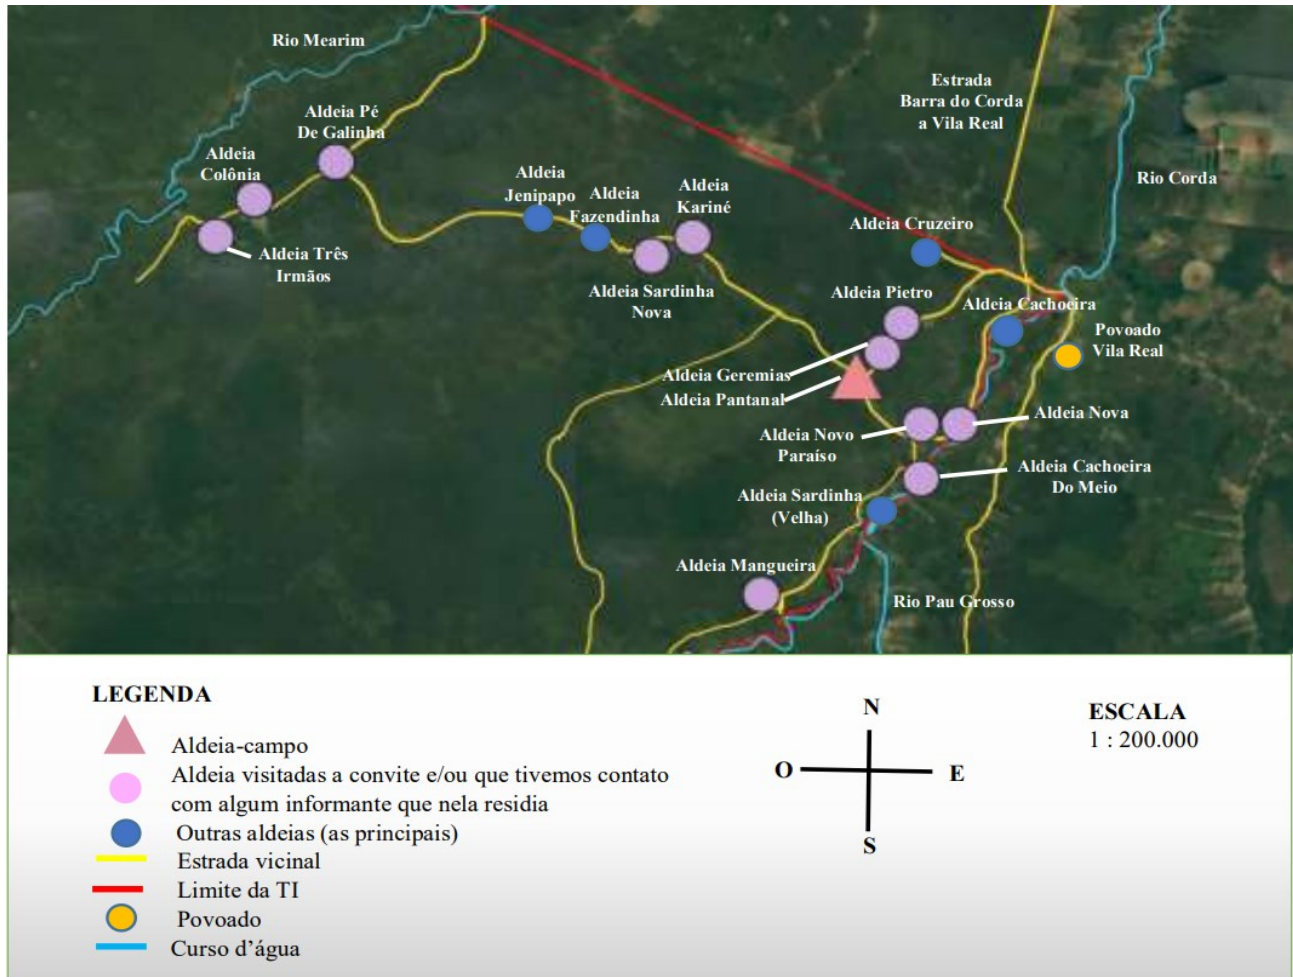 Rio Mearim
Aldeia Pé
De Galinha
Aldeia
Colônia
Aldeia Três
Irmãos
Aldeia
Jenipapo
Aldeia
Fazendinha
Aldeia
Kariné
Aldeia Sardinha
Nova
Estrada
Barra do Corda
a Vila Real
Rio Corda
Aldeia Cruzeiro
Aldeia Pietro
Aldeia Cachoeira
Povoado
Vila Real
Aldeia Geremias
Aldeia Pantanal
Aldeia Novo
Paraíso
Aldeia Nova
Aldeia Cachoeira
Do Meio
Aldeia Sardinha
(Velha)
Aldeia Mangueira
Rio Pau Grosso
LEGENDA
Aldeia-campo
Aldeia visitadas a convite e/ou que tivemos contato
com algum informante que nela residia
Outras aldeias (as principais)
Estrada vicinal
Limite da TI
Povoado
Curso d’água
N
O
E
S
ESCALA
1 : 200.000